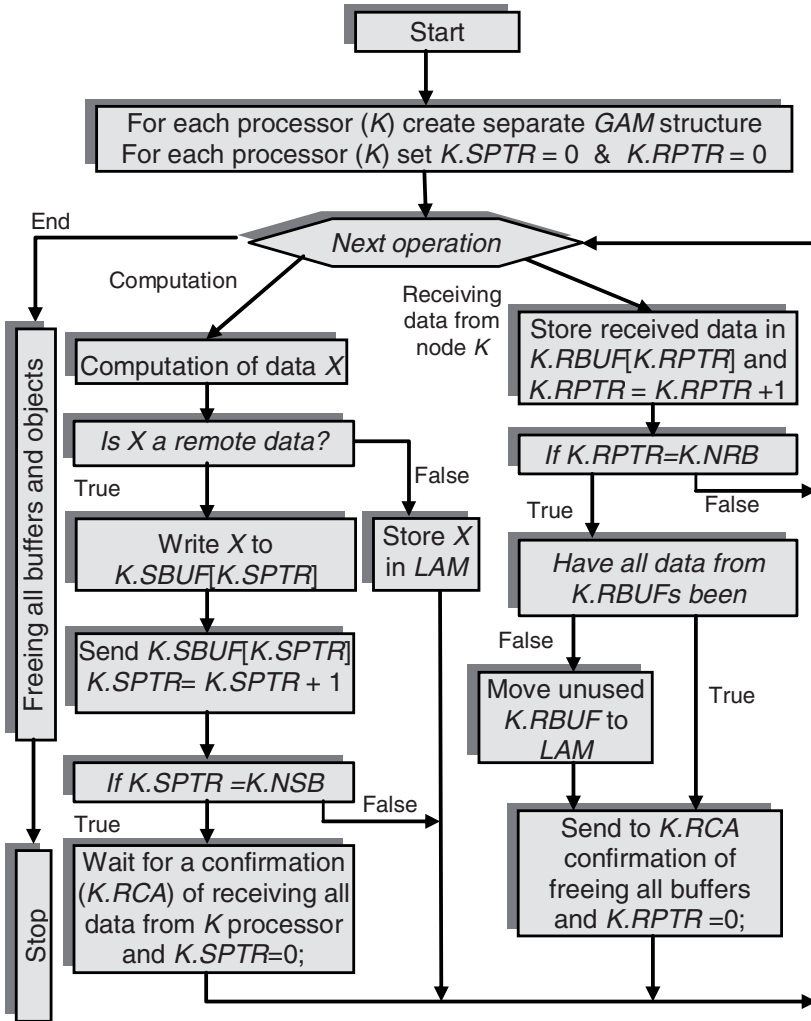 Start
For each processor (K) create separate GAM structure
For each processor (K) set K.SPTR = 0 & K.RPTR = 0
End
Next operation
Computation
Receiving
data from
node K
Freeing all buffers and objects
Stop
Computation of data X
Is X a remote data?
True
False
Write X to
K.SBUF[K.SPTR]
Store X
in LAM
Send K.SBUF[K.SPTR]
K.SPTR= K.SPTR + 1
If K.SPTR =K.NSB
True
False
Wait for a confirmation
(K.RCA) of receiving all
data from K processor
and K.SPTR=0;
Store received data in
K.RBUF[K.RPTR] and
K.RPTR = K.RPTR +1
If K.RPTR=K.NRB
True
False
Have all data from
K.RBUFs been
False
True
Move unused
K.RBUF to
LAM
Send to K.RCA
confirmation of
freeing all buffers
and K.RPTR =0;